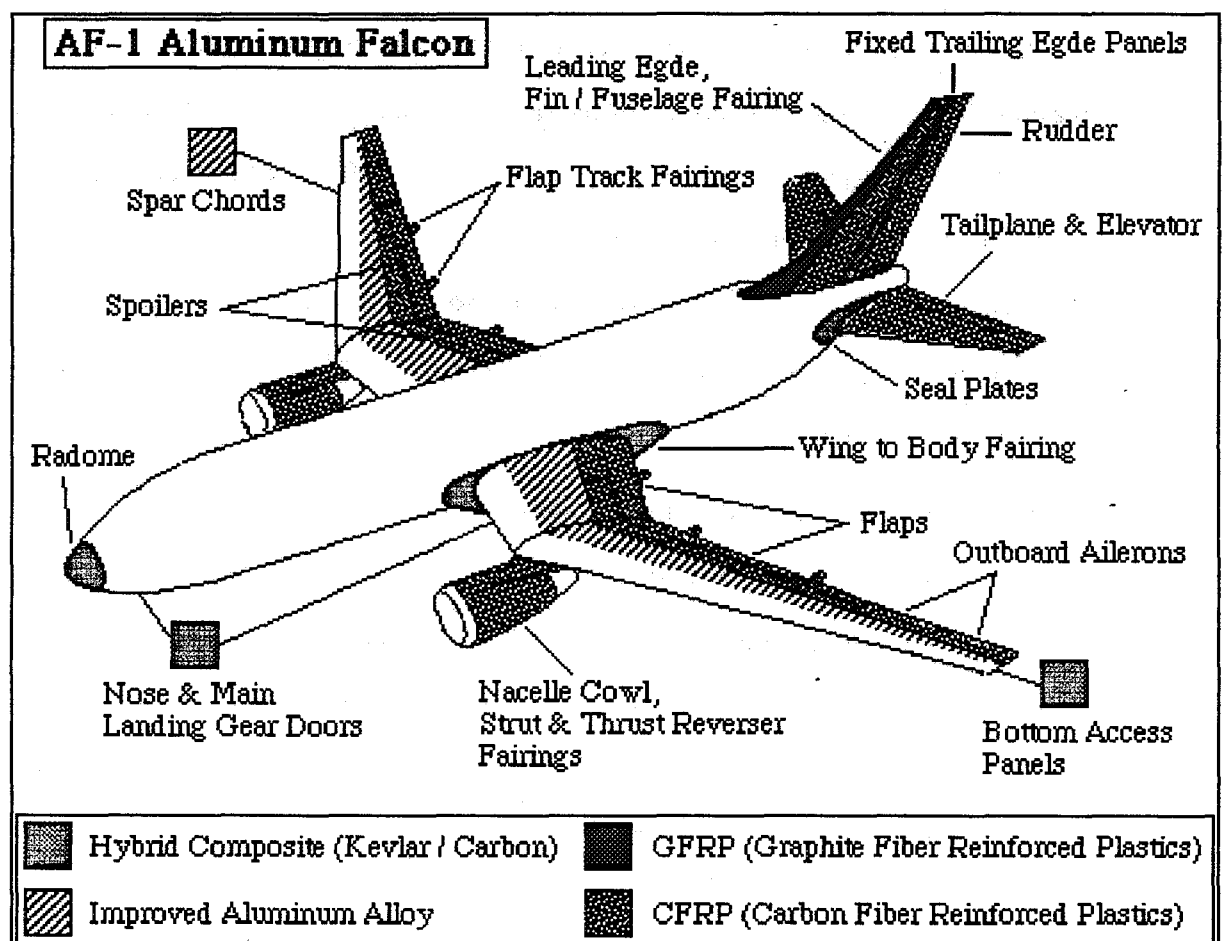 AF-1 Aluminum Falcon
Fixed Trailing Egde Panels
Leading Egde,
Fin / Fuselage Fairing
Rudder
Spar Chords
Flap Track Fairings
Tailplane & Elevator
Spoilers
Seal Plates
Radome
Wing to Body Fairing
Flaps
Outboard Ailerons
Nose & Main
Landing Gear Doors
Nacelle Cowl,
Strut & Thrust Reverser
Fairings
Bottom Access
Panels
Hybrid Composite (Kevlar / Carbon)
GFRP (Graphite Fiber Reinforced Plastics)
Improved Aluminum Alloy
CFRP (Carbon Fiber Reinforced Plastics)